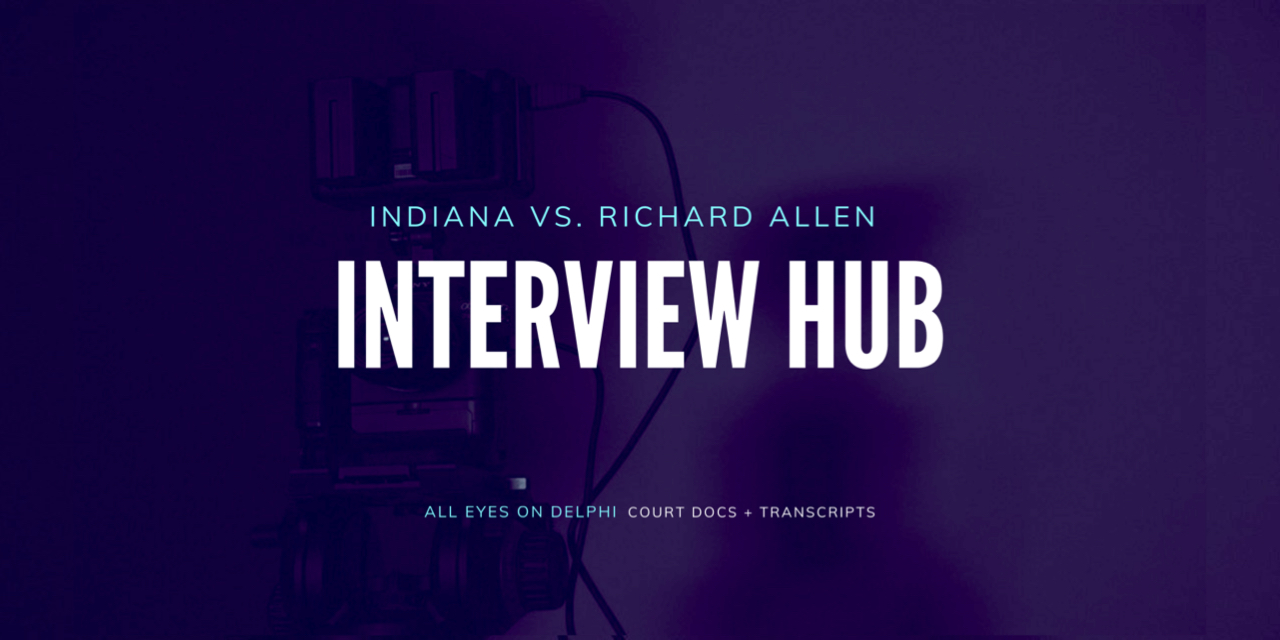 INDIANA VS. RICHARD ALLEN
INTERVIEW HUB
ALL EYES ON DELPHI COURT DOCS + TRANSCRIPTS